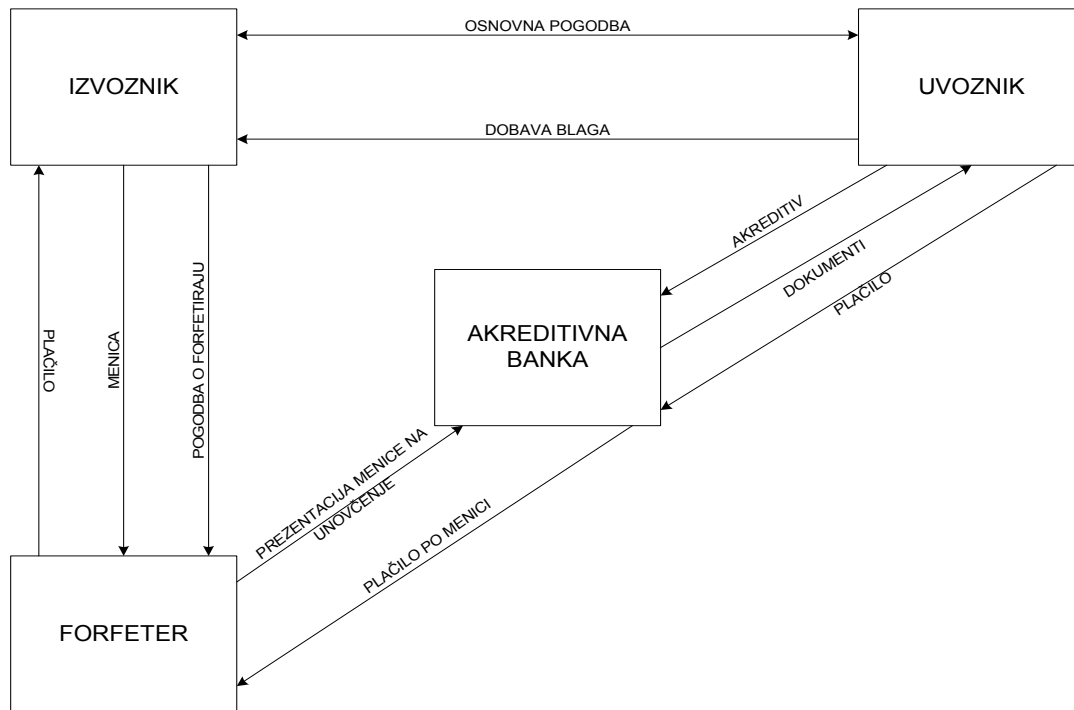 OSNOVNA POGODBA
IZVOZNIK
UVOZNIK
DOBAVA BLAGA
AKREDITIV
DOKUMENTI
PLAČILO
AKREDITIVNA
BANKA
PLAČILO
MENICA
POGODBA O FORFETIRAJU
PREZENTACIJA MENICE NA
UNOVČENJE
PLAČILO PO MENICI
FORFETER